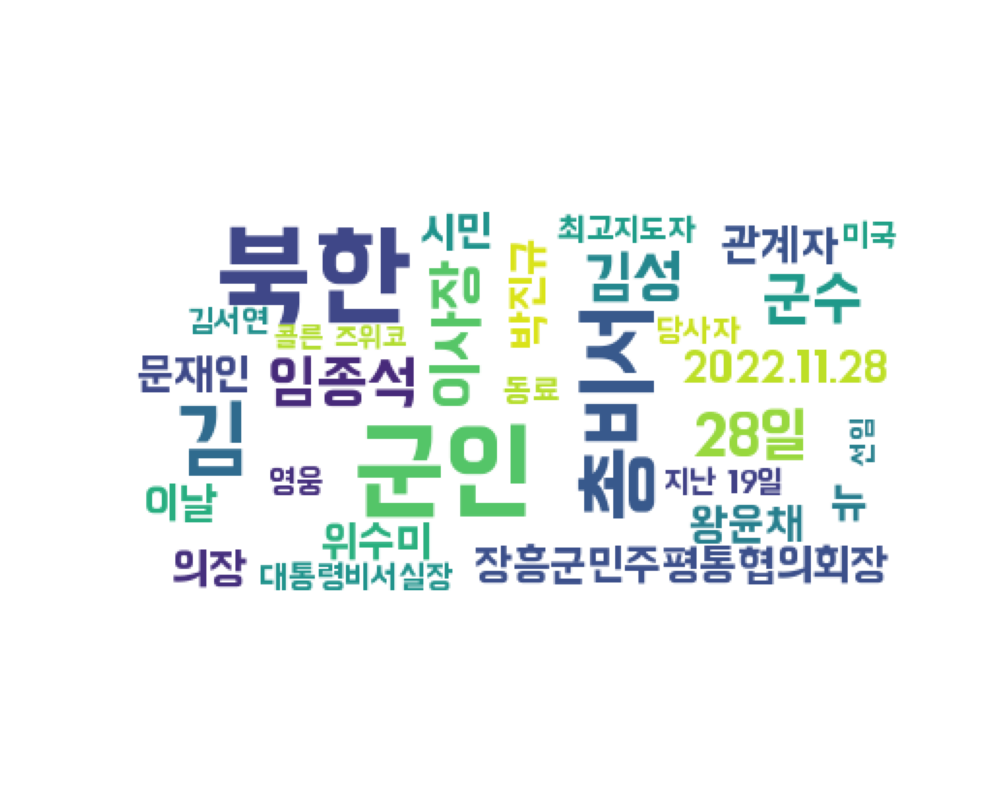 북한
시민
이사장
박진규
최고지도자
김성
관계자
미국
군수
김서연
콜른 즈위코
총비서
당사자
문재인
임종석
2022.11.28
김
동료
군인
28일
선임
영웅
지난 19일
이날
뉴
왕윤채
위수미
의장
대통령비서실장
장흥군민주평통협의회장